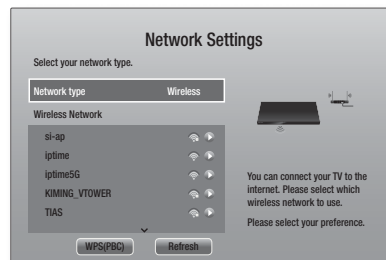 Network Settings
Select your network type.
Network type Wireless
Wireless Network
si-ap
iptime
iptime5G
KIMING_VTOWER
TIAS
WPS(PBC) Refresh
You can connect your TV to the
internet. Please select which
wireless network to use.
Please select your preference.